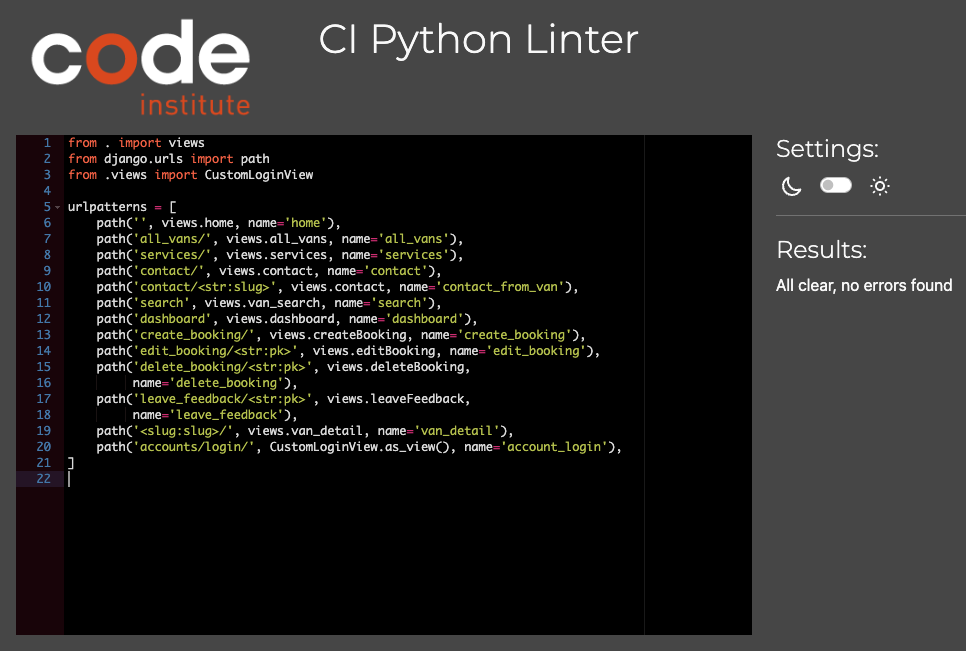 code
institute
CI Python Linter
1 from . import views
2 from django.urls import path
3 from .views import CustomLoginView
4
5 urlpatterns = [
6     path('', views.home, name='home'),
7     path('all_vans/', views.all_vans, name='all_vans'),
8     path('services/', views.services, name='services'),
9     path('contact/', views.contact, name='contact'),
10     path('contact/<str:slug>', views.contact, name='contact_from_van'),
11     path('search', views.van_search, name='search'),
12     path('dashboard', views.dashboard, name='dashboard'),
13     path('create_booking/', views.createBooking, name='create_booking'),
14     path('edit_booking/<str:pk>', views.editBooking, name='edit_booking'),
15     path('delete_booking/<str:pk>', views.deleteBooking,
16          name='delete_booking'),
17     path('leave_feedback/<str:pk>', views.leaveFeedback,
18          name='leave_feedback'),
19     path('<slug:slug>/', views.van_detail, name='van_detail'),
20     path('accounts/login/', CustomLoginView.as_view(), name='account_login'),
21 ]
22
Settings:
Results:
All clear, no errors found